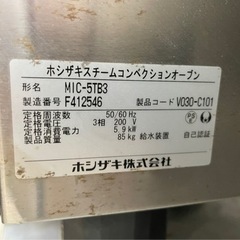 ホシザキスチームコンベクションオーブン
形名 MIC-5TB3
製造番号 F412546 製品コード V030-C101
定格周波数 50/60 Hz
定格電圧 3相 200 V
定格消費電力 5.9kW 給水装置 自己認証
製品質量 85kg
ホシザキ株式会社